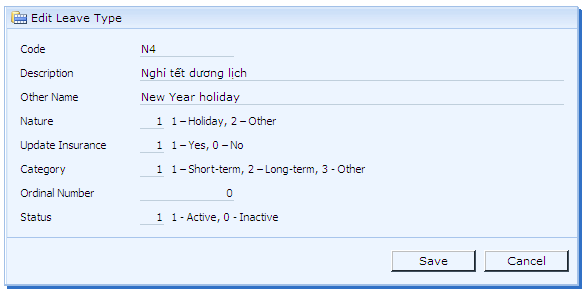 Edit Leave Type
Code N4
Description Nghỉ tết dương lịch
Other Name New Year holiday
Nature 1 1 – Holiday, 2 – Other
Update Insurance 1 1 – Yes, 0 – No
Category 1 1 – Short-term, 2 – Long-term, 3 - Other
Ordinal Number 0
Status 1 1 - Active, 0 - Inactive
Save Cancel